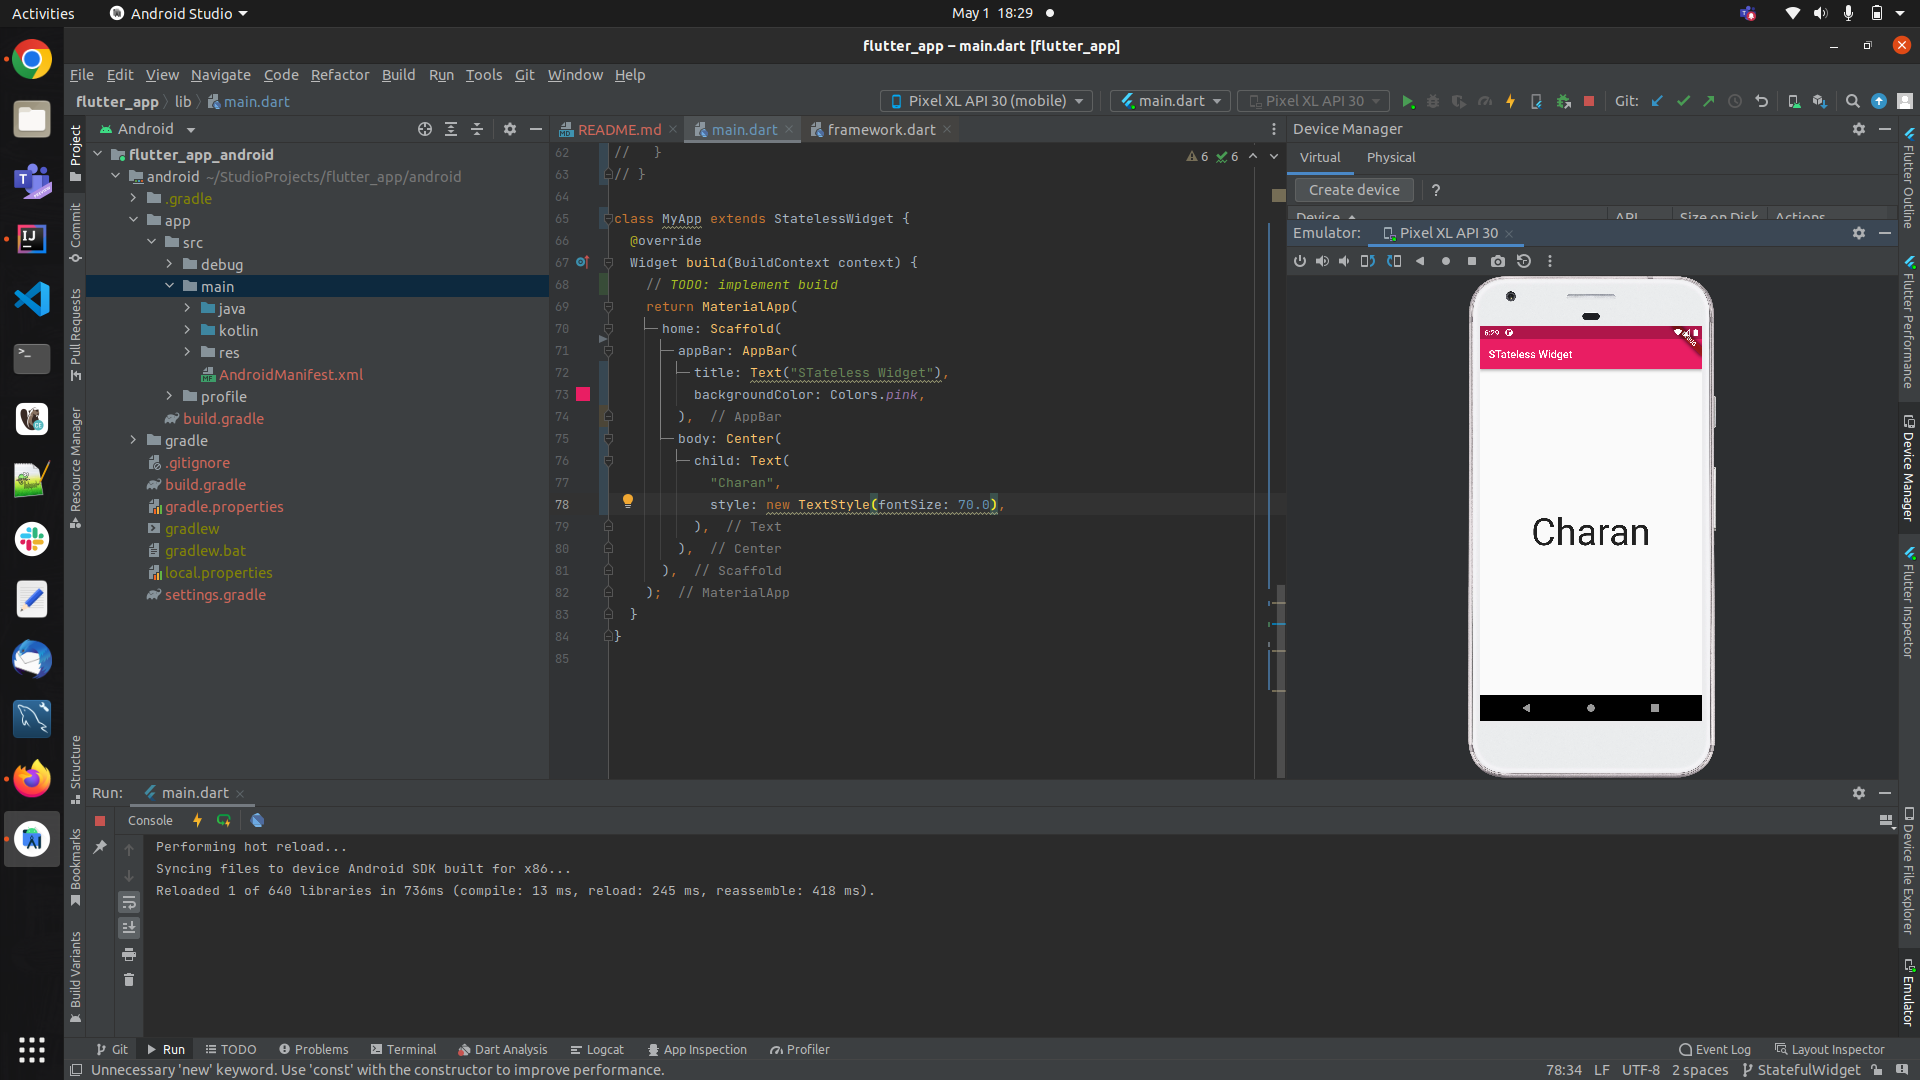 Activities
Android Studio
May 1 18:29
flutter_app – main.dart [flutter_app]
File Edit View Navigate Code Refactor Build Run Tools Git Window Help
flutter_app lib main.dart
Pixel XL API 30 (mobile)
main.dart
Pixel XL API 30
Git:
Project
Commit
Pull Requests
Resource Manager
Structure
Bookmarks
Build Variants
Android
flutter_app_android
android ~/StudioProjects/flutter_app/android
.gradle
app
src
debug
main
java
kotlin
res
AndroidManifest.xml
profile
build.gradle
gradle
.gitignore
build.gradle
gradle.properties
gradlew
gradlew.bat
local.properties
settings.gradle
README.md main.dart framework.dart
6 6
62 // }
63 // }
64
65 class MyApp extends StatelessWidget {
66 @override
67 Widget build(BuildContext context) {
68 // TODO: implement build
69 return MaterialApp(
70 home: Scaffold(
71 appBar: AppBar(
72 title: Text("STateless Widget"),
73 backgroundColor: Colors.pink,
74 ), // AppBar
75 body: Center(
76 child: Text(
77 "Charan",
78 style: new TextStyle(fontSize: 70.0),
79 ), // Text
80 ), // Center
81 ), // Scaffold
82 ); // MaterialApp
83 }
84 }
85
Device Manager
Virtual Physical
Create device ?
Device API Size on Disk Actions
Emulator: Pixel XL API 30
6:29
STateless Widget
Charan
Flutter Outline
Flutter Performance
Device Manager
Flutter Inspector
Device File Explorer
Emulator
Run: main.dart
Console
Performing hot reload...
Syncing files to device Android SDK built for x86...
Reloaded 1 of 640 libraries in 736ms (compile: 13 ms, reload: 245 ms, reassemble: 418 ms).
Git Run TODO Problems Terminal Dart Analysis Logcat App Inspection Profiler
Event Log Layout Inspector
Unnecessary 'new' keyword. Use 'const' with the constructor to improve performance.
78:34 LF UTF-8 2 spaces StatefulWidget